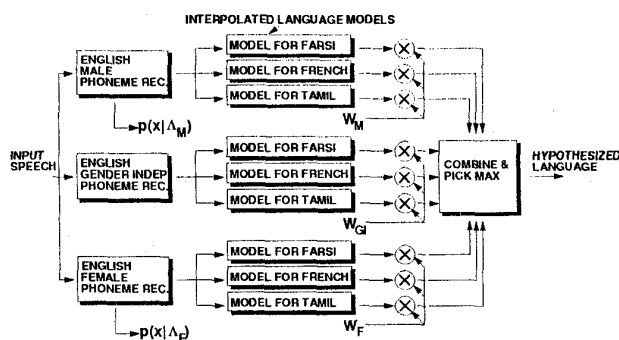 INTERPOLATED LANGUAGE MODELS
ENGLISH
MALE
PHONEME REC.
MODEL FOR FARSI
MODEL FOR FRENCH
MODEL FOR TAMIL
W_M
p(x|Λ_M)
INPUT
SPEECH
ENGLISH
GENDER INDEP
PHONEME REC.
MODEL FOR FARSI
MODEL FOR FRENCH
MODEL FOR TAMIL
W_GI
COMBINE &
PICK MAX
HYPOTHESIZED
LANGUAGE
ENGLISH
FEMALE
PHONEME REC.
MODEL FOR FARSI
MODEL FOR FRENCH
MODEL FOR TAMIL
W_F
p(x|Λ_F)